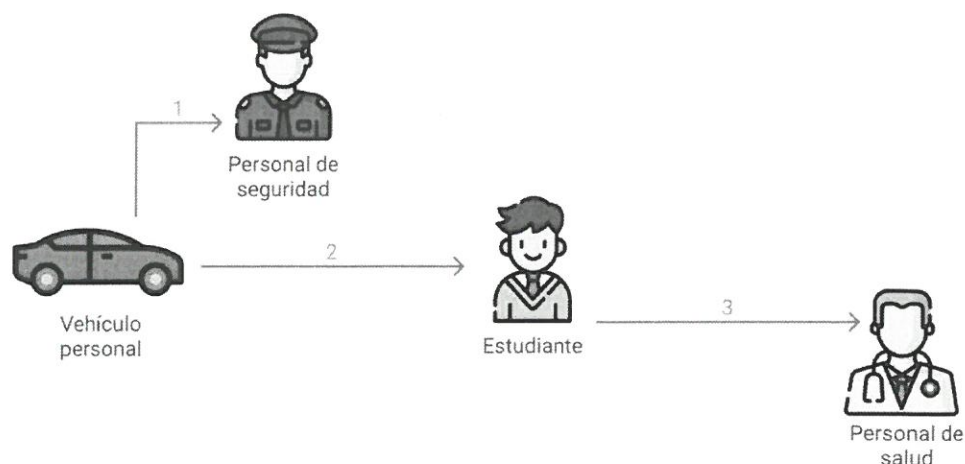 1
Personal de
seguridad
2
Vehículo
personal
Estudiante
3
Personal de
salud